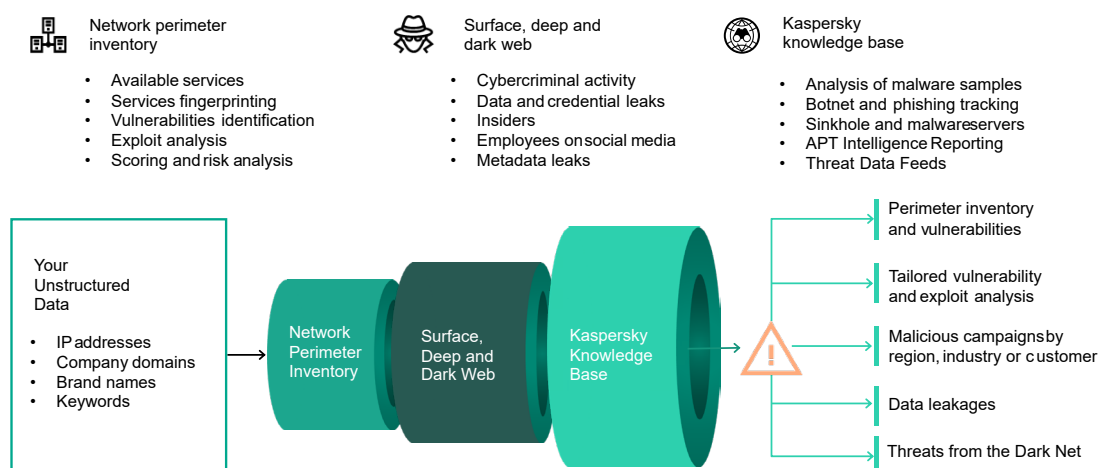 Network perimeter
inventory
• Available services
• Services fingerprinting
• Vulnerabilities identification
• Exploit analysis
• Scoring and risk analysis
Surface, deep and
dark web
• Cybercriminal activity
• Data and credential leaks
• Insiders
• Employees on social media
• Metadata leaks
Kaspersky
knowledge base
• Analysis of malware samples
• Botnet and phishing tracking
• Sinkhole and malwareservers
• APT Intelligence Reporting
• Threat Data Feeds
Your
Unstructured
Data
• IP addresses
• Company domains
• Brand names
• Keywords
Network
Perimeter
Inventory
Surface,
Deep and
Dark Web
Kaspersky
Knowledge
Base
!
Perimeter inventory
and vulnerabilities
Tailored vulnerability
and exploit analysis
Malicious campaigns by
region, industry or customer
Data leakages
Threats from the Dark Net